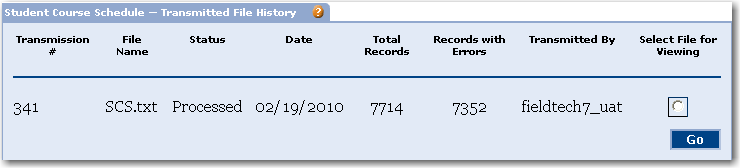 Student Course Schedule — Transmitted File History ?
Transmission # File Name Status Date Total Records Records with Errors Transmitted By Select File for Viewing
341 SCS.txt Processed 02/19/2010 7714 7352 fieldtech7_uat
Go